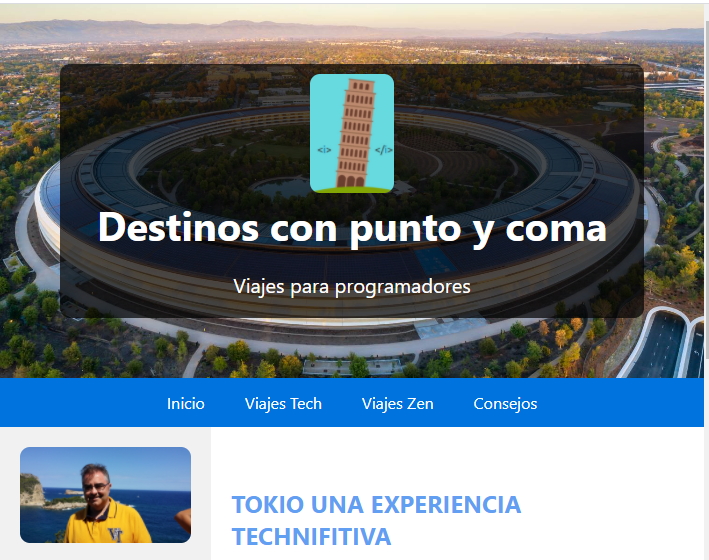 <i> </i>
Destinos con punto y coma
Viajes para programadores
Inicio Viajes Tech Viajes Zen Consejos
TOKIO UNA EXPERIENCIA
TECHNIFITIVA